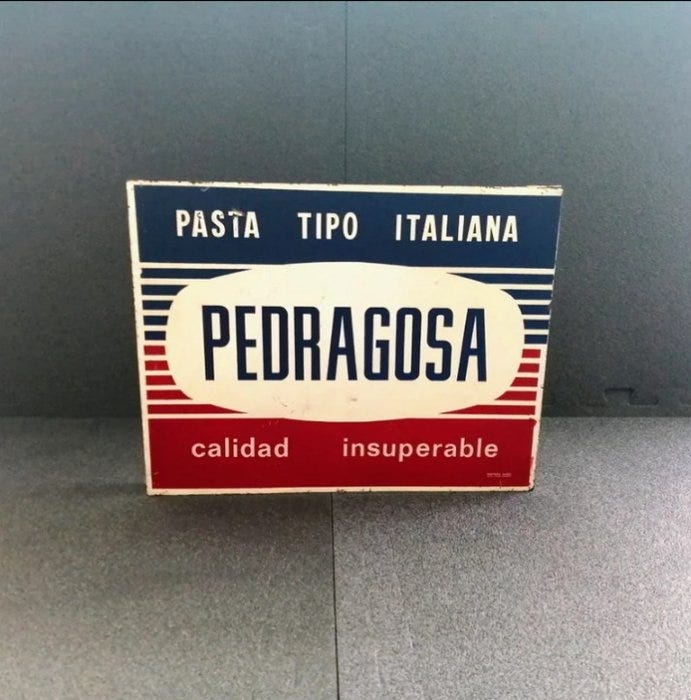 PASTA TIPO ITALIANA
PEDRAGOSA
calidad insuperable